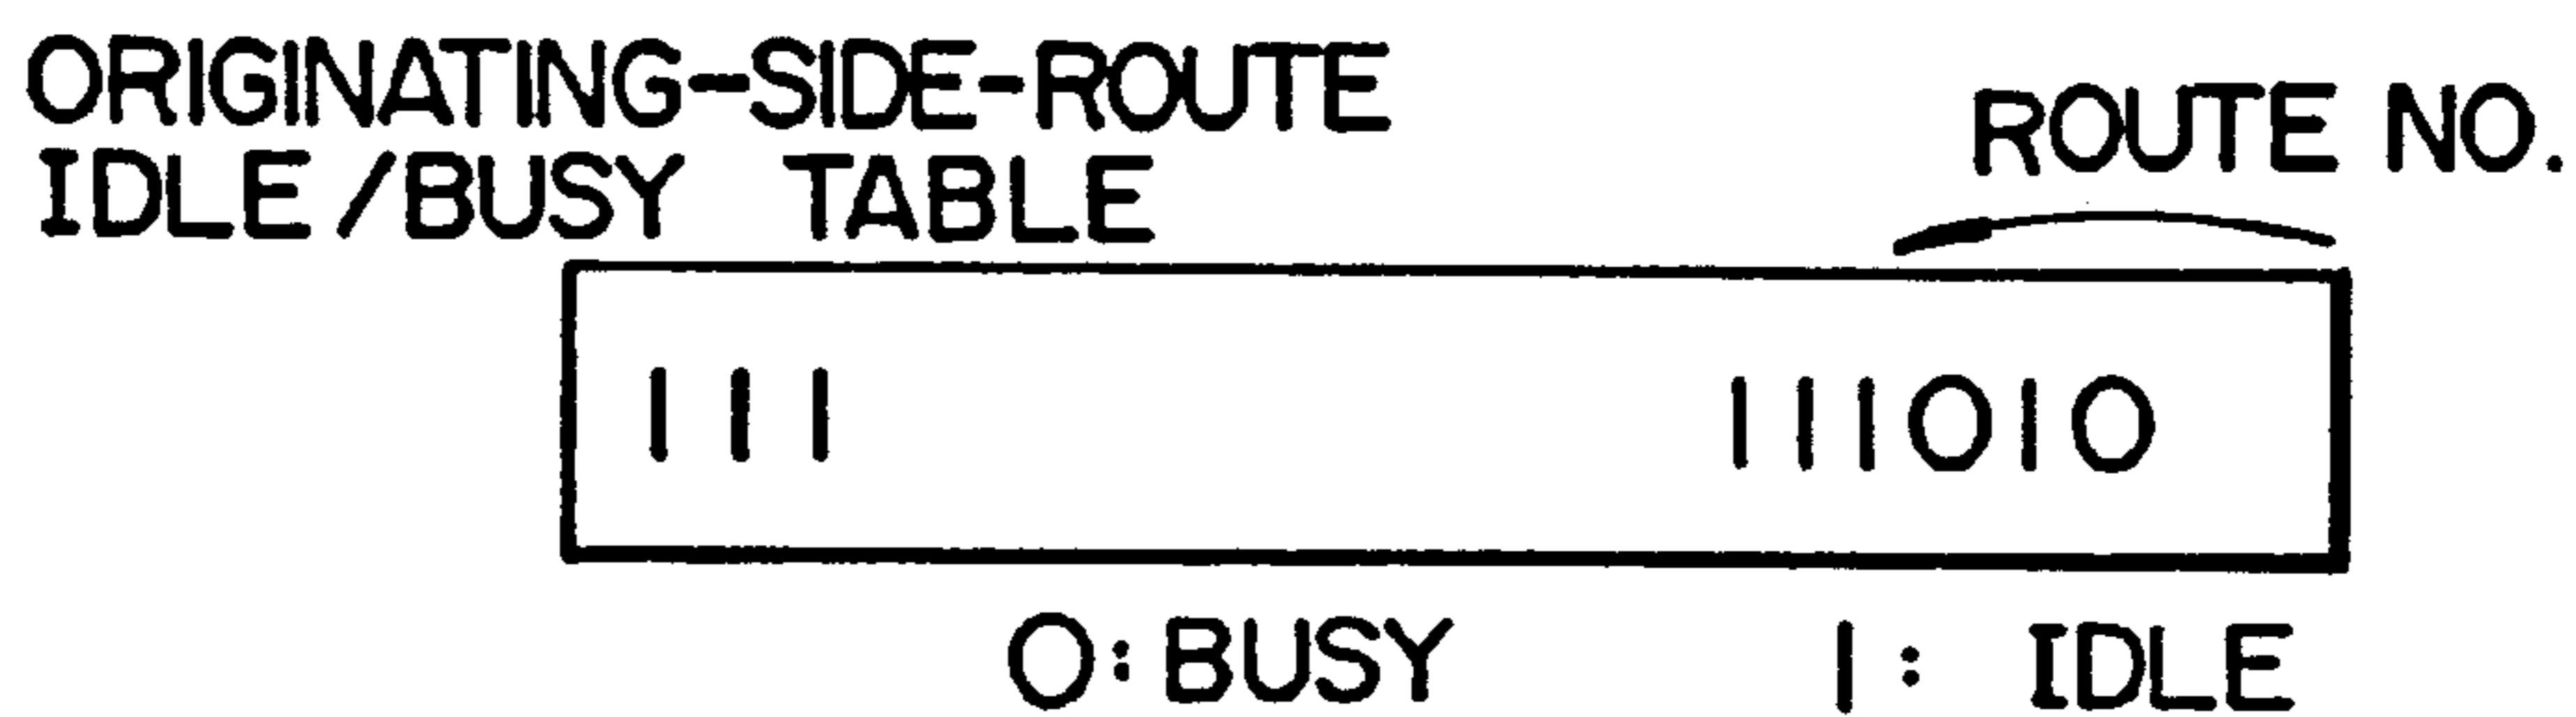 ORIGINATING-SIDE-ROUTE
IDLE/BUSY TABLE
ROUTE NO.
111 111010
0: BUSY 1: IDLE